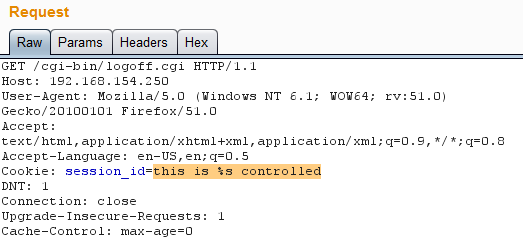 Request
Raw Params Headers Hex
GET /cgi-bin/logoff.cgi HTTP/1.1
Host: 192.168.154.250
User-Agent: Mozilla/5.0 (Windows NT 6.1; WOW64; rv:51.0)
Gecko/20100101 Firefox/51.0
Accept:
text/html,application/xhtml+xml,application/xml;q=0.9,*/*;q=0.8
Accept-Language: en-US,en;q=0.5
Cookie: session_id=this is %s controlled
DNT: 1
Connection: close
Upgrade-Insecure-Requests: 1
Cache-Control: max-age=0